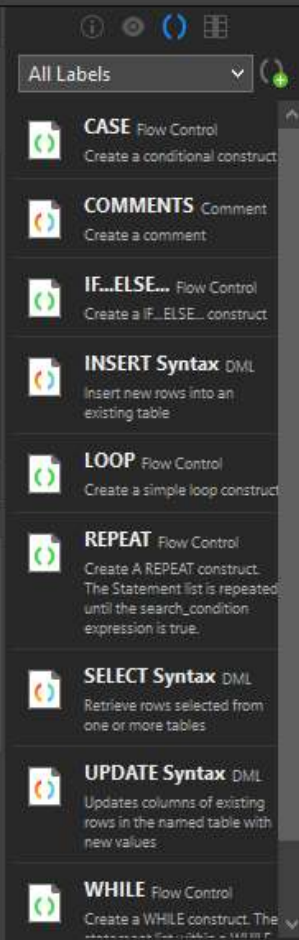 All Labels
CASE Flow Control
Create a conditional construct
COMMENTS Comment
Create a comment
IF...ELSE... Flow Control
Create a IF...ELSE... construct
INSERT Syntax DML
Insert new rows into an
existing table
LOOP Flow Control
Create a simple loop construct
REPEAT Flow Control
Create A REPEAT construct.
The Statement list is repeated
until the search_condition
expression is true.
SELECT Syntax DML
Retrieve rows selected from
one or more tables
UPDATE Syntax DML
Updates columns of existing
rows in the named table with
new values
WHILE Flow Control
Create a WHILE construct. The
statement list within a WHILE